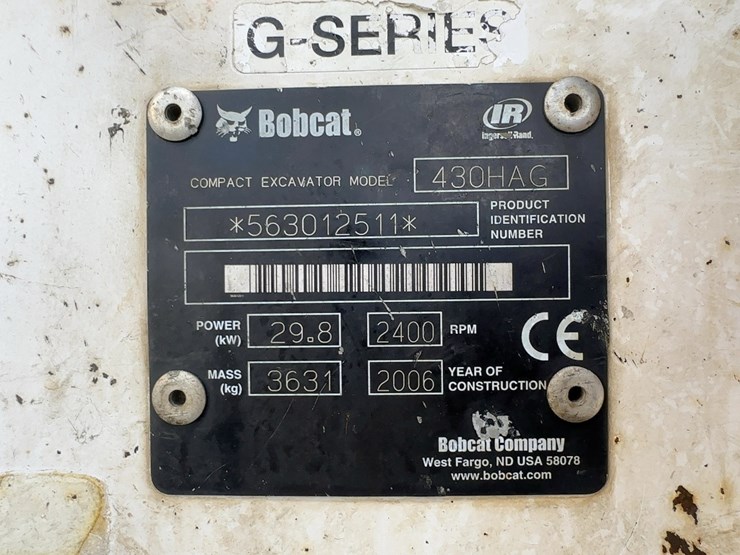 G-SERIES
Bobcat®
IR
Ingersoll-Rand
COMPACT EXCAVATOR MODEL 430HAG
*563012511*
PRODUCT
IDENTIFICATION
NUMBER
POWER
(kW)
29.8
2400 RPM
CE
MASS
(kg)
3631
2006
YEAR OF
CONSTRUCTION
Bobcat Company
West Fargo, ND USA 58078
www.bobcat.com